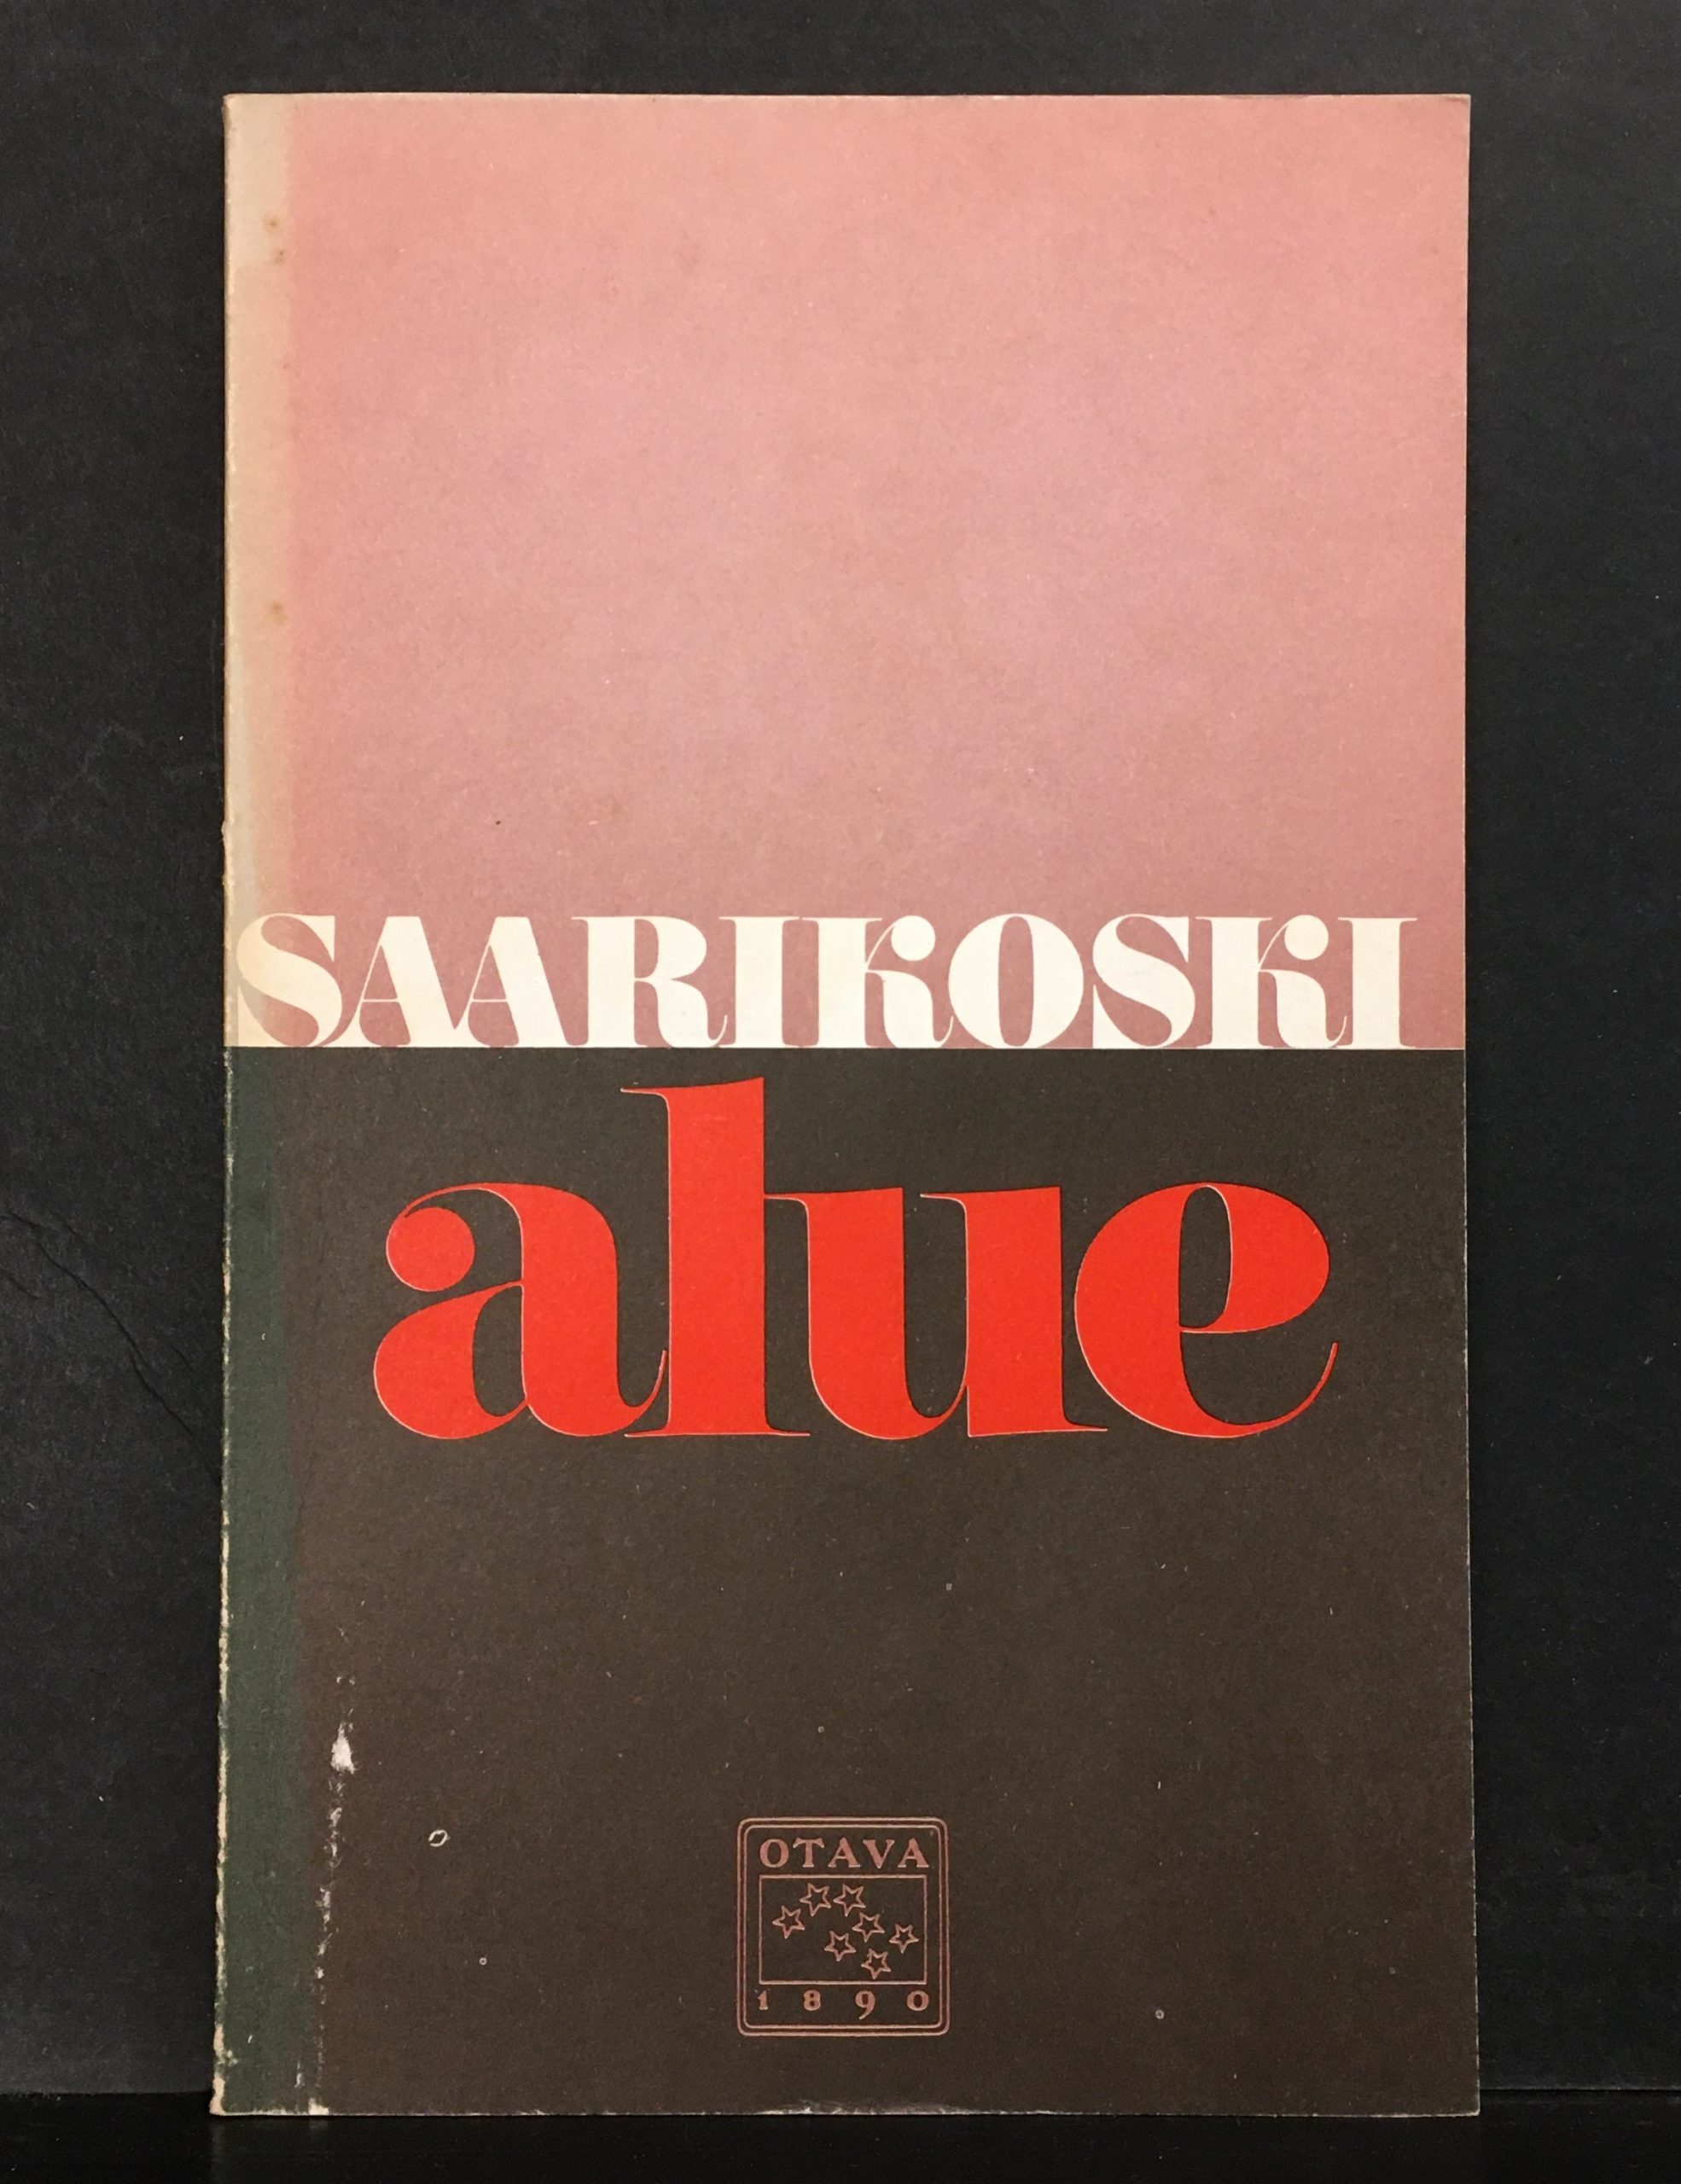 SAARIKOSKI
alue
OTAVA
1890